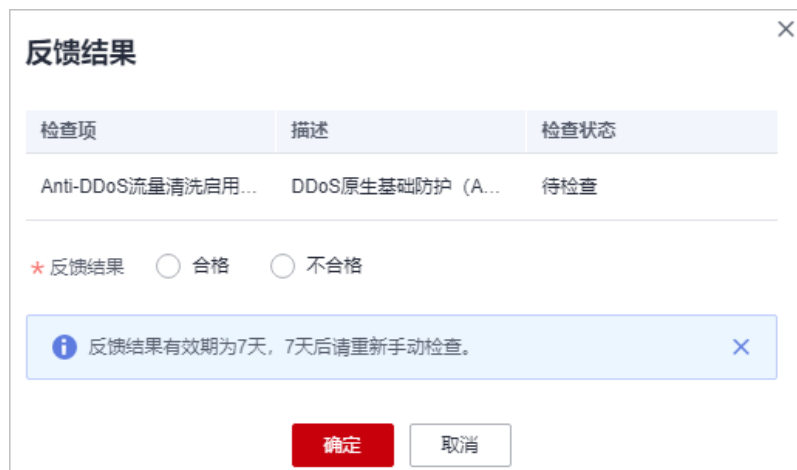 反馈结果
检查项 描述 检查状态
Anti-DDoS流量清洗启用... DDoS原生基础防护（A... 待检查
* 反馈结果 合格 不合格
反馈结果有效期为7天，7天后请重新手动检查。
确定 取消